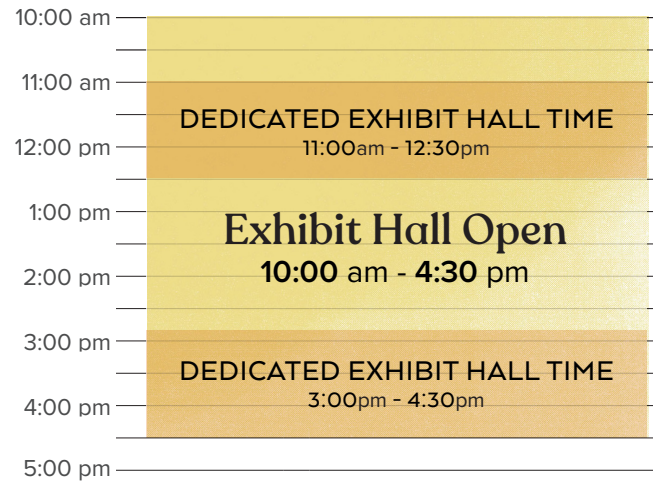 10:00 am
11:00 am
DEDICATED EXHIBIT HALL TIME
12:00 pm
11:00am - 12:30pm
1:00 pm
Exhibit Hall Open
2:00 pm
10:00 am - 4:30 pm
3:00 pm
DEDICATED EXHIBIT HALL TIME
3:00pm - 4:30pm
4:00 pm
5:00 pm